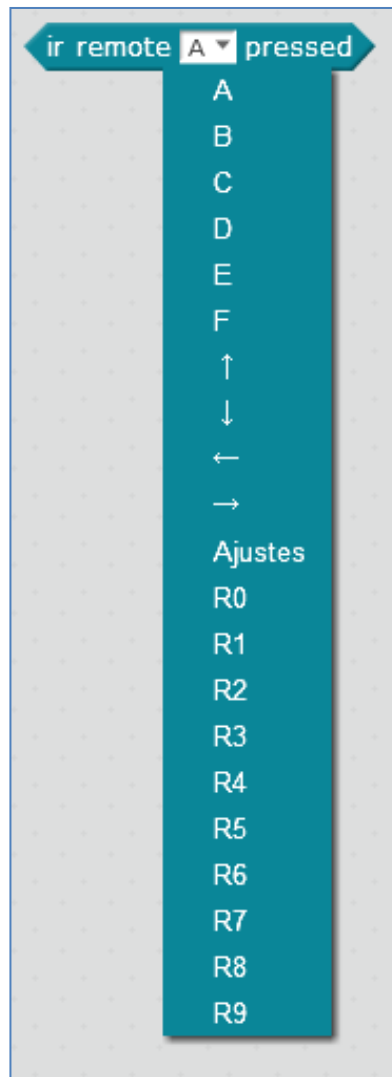 ir remote A pressed
A
B
C
D
E
F
↑
↓
←
→
Ajustes
R0
R1
R2
R3
R4
R5
R6
R7
R8
R9